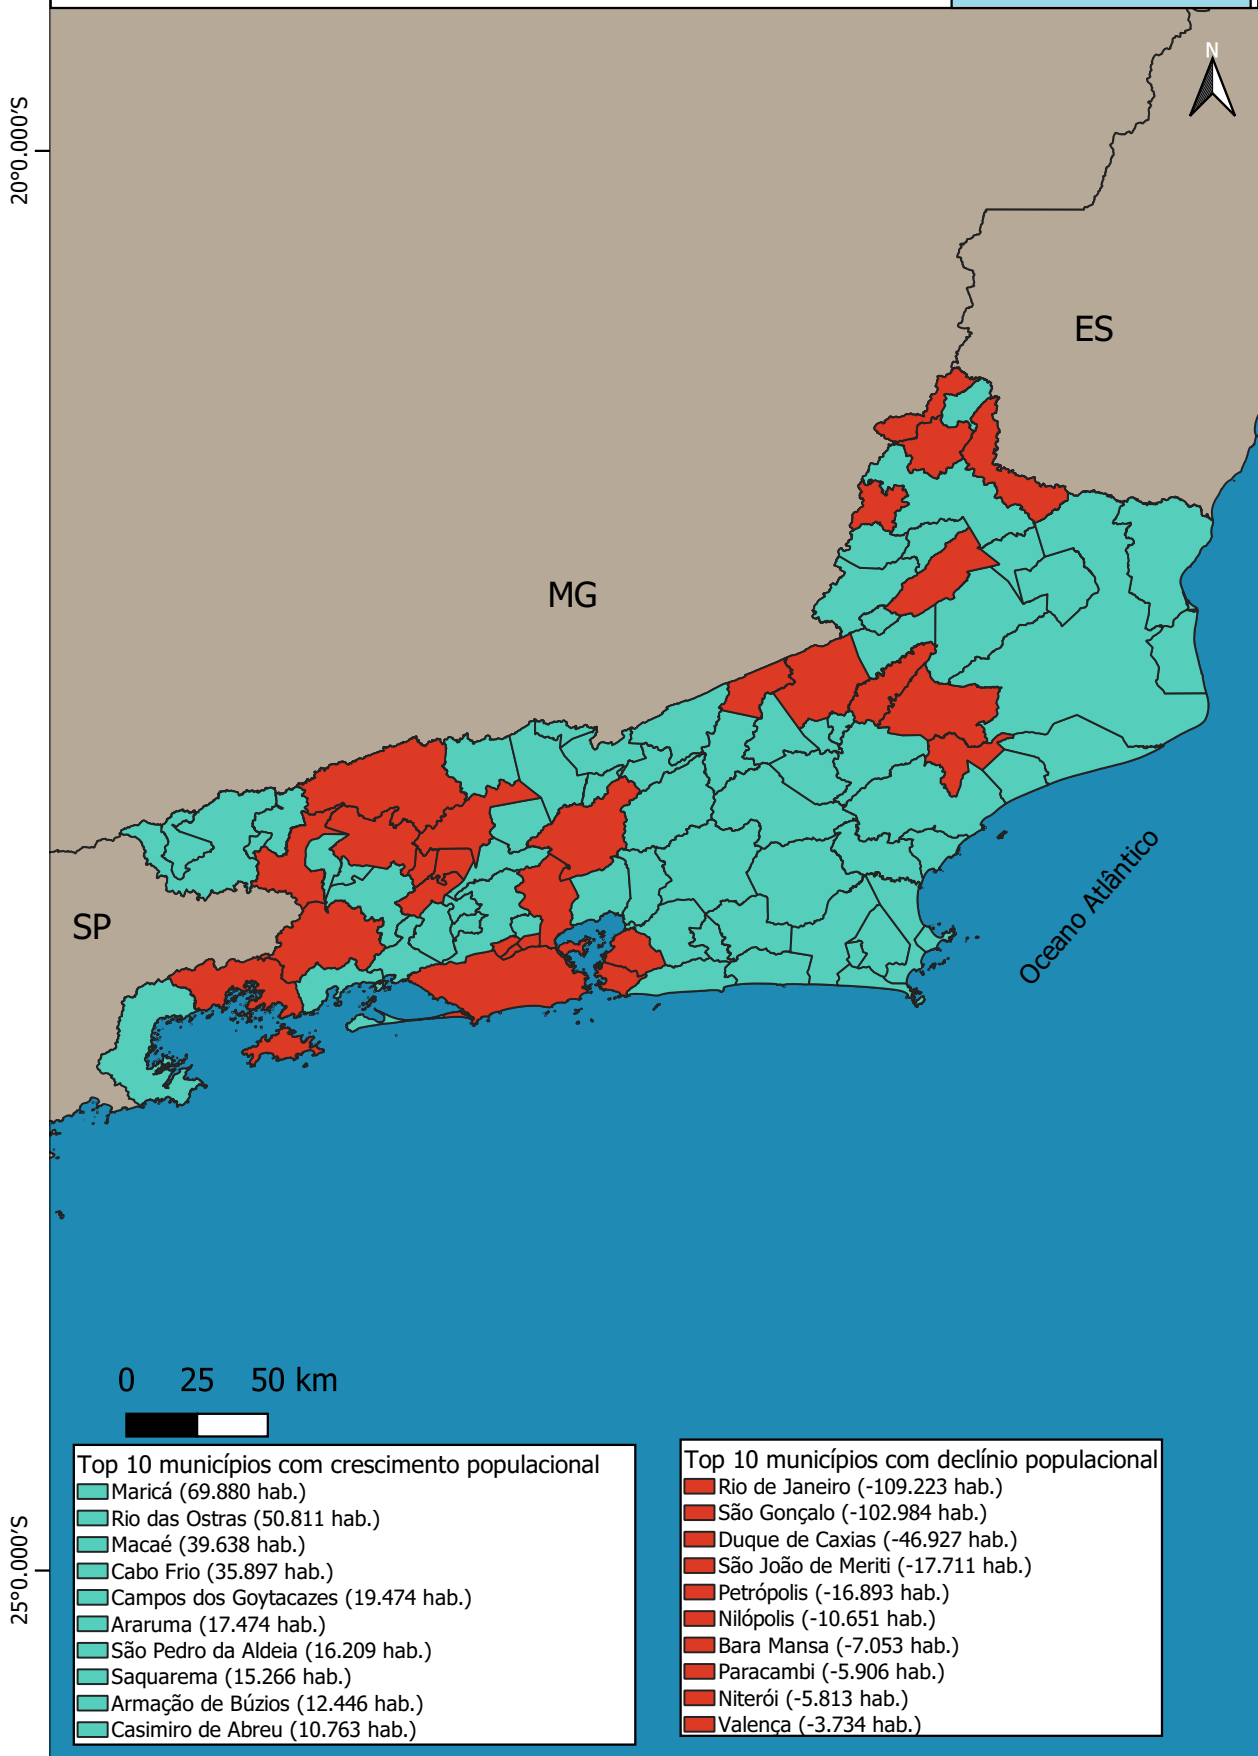 N
20°0.000'S
ES
MG
SP
Oceano Atlântico
0 25 50 km
25°0.000'S
Top 10 municípios com crescimento populacional
Maricá (69.880 hab.)
Rio das Ostras (50.811 hab.)
Macaé (39.638 hab.)
Cabo Frio (35.897 hab.)
Campos dos Goytacazes (19.474 hab.)
Araruma (17.474 hab.)
São Pedro da Aldeia (16.209 hab.)
Saquarema (15.266 hab.)
Armação de Búzios (12.446 hab.)
Casimiro de Abreu (10.763 hab.)
Top 10 municípios com declínio populacional
Rio de Janeiro (-109.223 hab.)
São Gonçalo (-102.984 hab.)
Duque de Caxias (-46.927 hab.)
São João de Meriti (-17.711 hab.)
Petrópolis (-16.893 hab.)
Nilópolis (-10.651 hab.)
Bara Mansa (-7.053 hab.)
Paracambi (-5.906 hab.)
Niterói (-5.813 hab.)
Valença (-3.734 hab.)